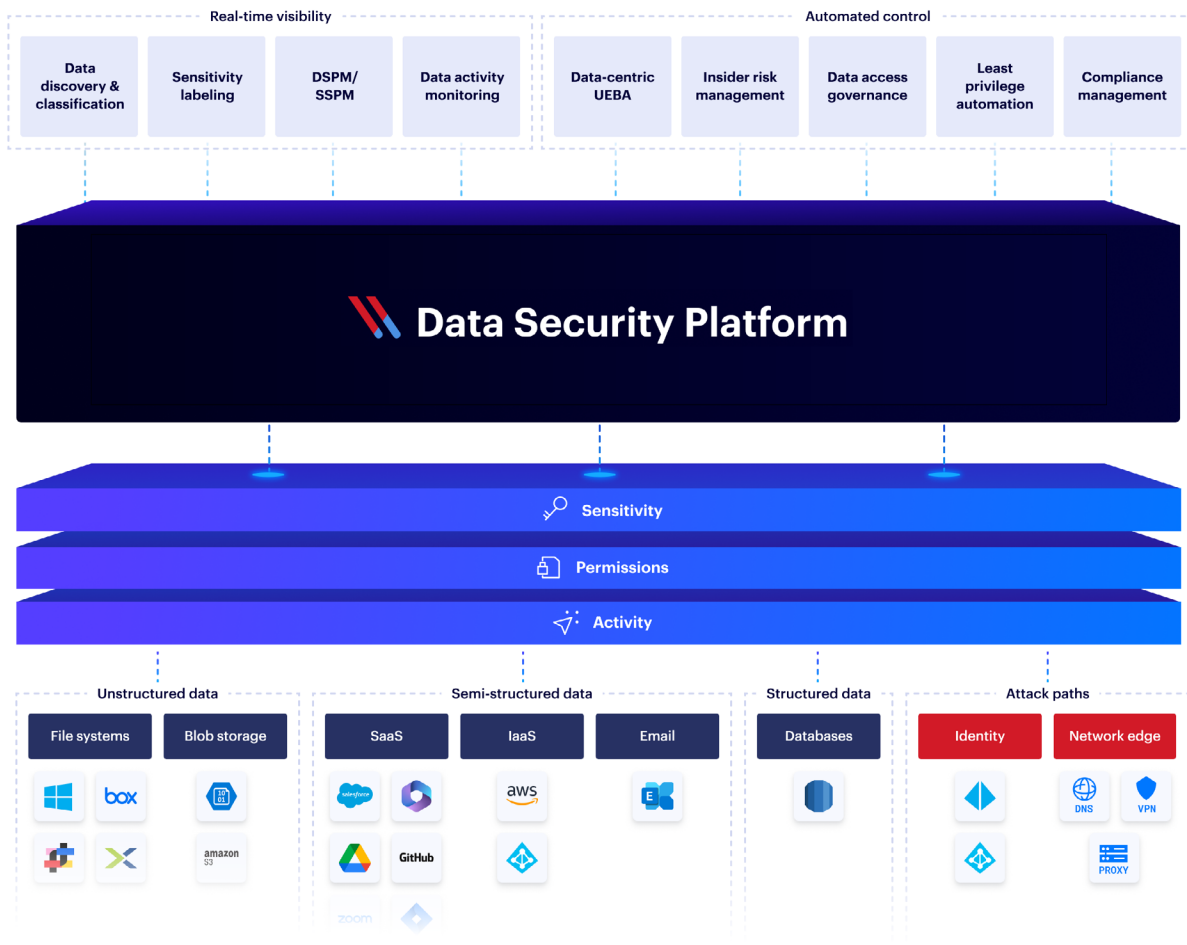 Real-time visibility
Automated control
Data
discovery &
classification
Sensitivity
labeling
DSPM/
SSPM
Data activity
monitoring
Data-centric
UEBA
Insider risk
management
Data access
governance
Least
privilege
automation
Compliance
management
Data Security Platform
Sensitivity
Permissions
Activity
Unstructured data
Semi-structured data
Structured data
Attack paths
File systems
Blob storage
SaaS
IaaS
Email
Databases
Identity
Network edge
box
10
01
salesforce
aws
E
DNS
VPN
amazon
S3
GitHub
PROXY
zoom